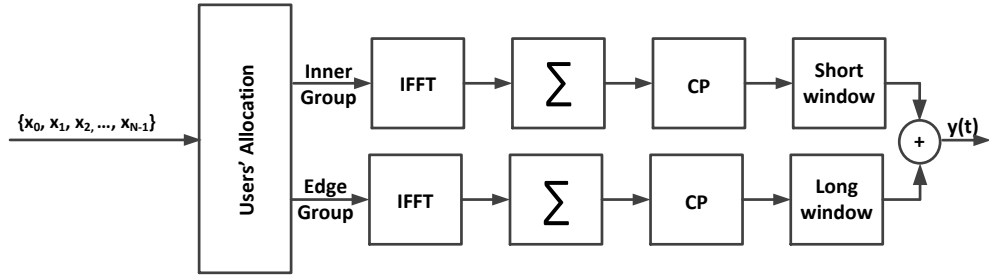 {x0, x1, x2, ..., xN-1}
Users' Allocation
Inner
Group
IFFT
∑
CP
Short
window
+
y(t)
Edge
Group
IFFT
∑
CP
Long
window